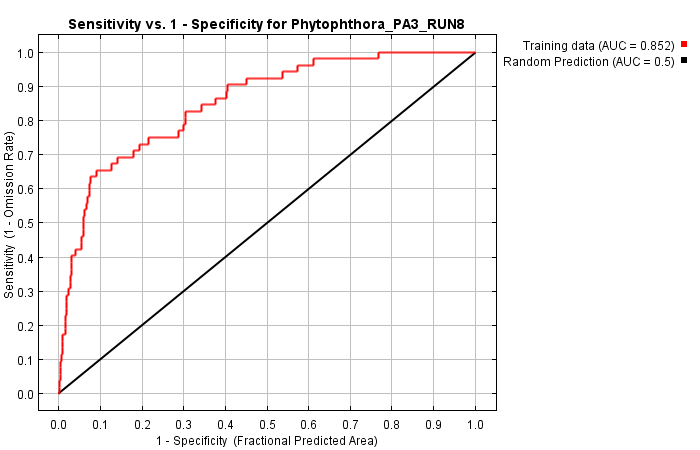 Sensitivity vs. 1 - Specificity for Phytophthora_PA3_RUN8
Training data (AUC = 0.852)
Random Prediction (AUC = 0.5)
Sensitivity (1 - Omission Rate)
1.0
0.9
0.8
0.7
0.6
0.5
0.4
0.3
0.2
0.1
0.0
0.0 0.1 0.2 0.3 0.4 0.5 0.6 0.7 0.8 0.9 1.0
1 - Specificity (Fractional Predicted Area)